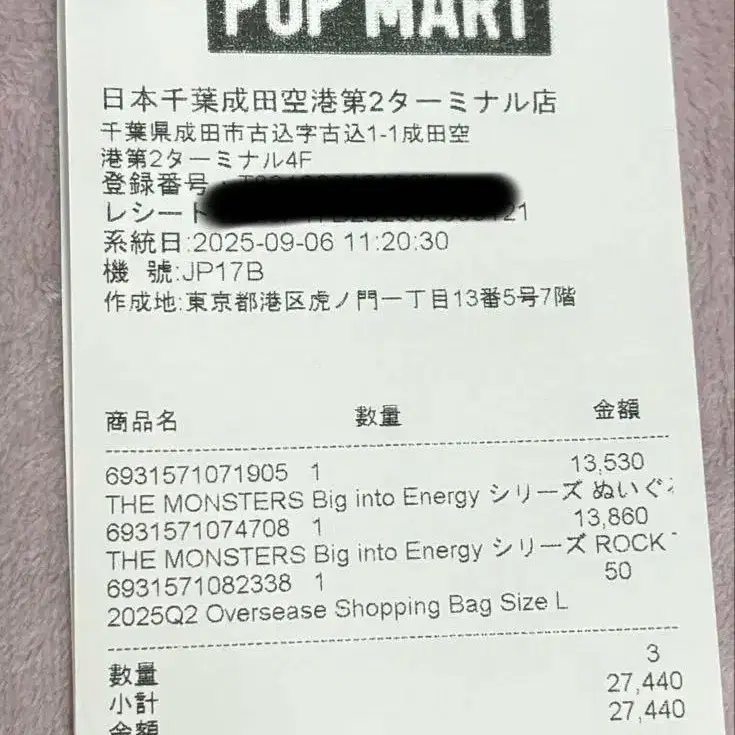 POP MART
日本千葉成田空港第2ターミナル店
千葉県成田市古込字古込1-1成田空
港第2ターミナル4F
登録番号:
レシート 21
系統日:2025-09-06 11:20:30
機 號:JP17B
作成地:東京都港区虎ノ門一丁目13番5号7階
商品名 數量 金額
6931571071905 1 13,530
THE MONSTERS Big into Energy シリーズ ぬいぐ
6931571074708 1 13,860
THE MONSTERS Big into Energy シリーズ ROCK
6931571082338 1 50
2025Q2 Oversease Shopping Bag Size L
數量 3
小計 27,440
金額 27,440